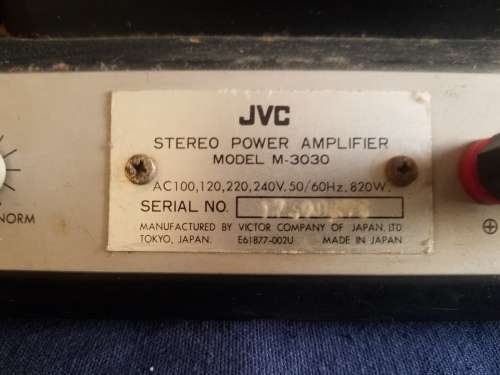 JVC
STEREO POWER AMPLIFIER
MODEL M-3030
AC100,120,220,240V. 50/60Hz. 820W.
SERIAL NO.
MANUFACTURED BY VICTOR COMPANY OF JAPAN, LTD
TOKYO, JAPAN. E61877-002U MADE IN JAPAN
NORM
⊕